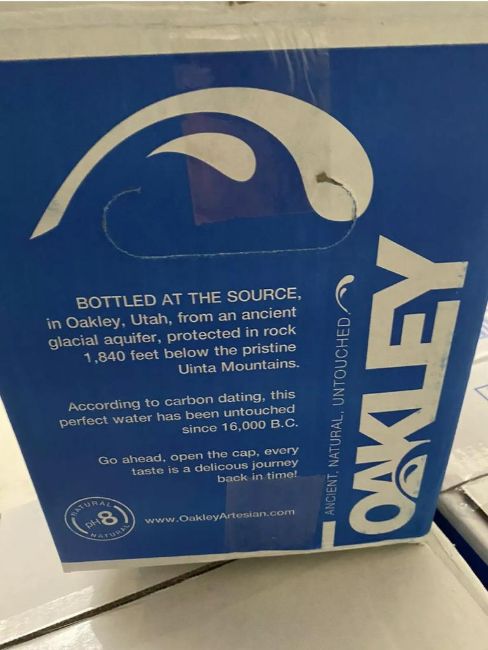 BOTTLED AT THE SOURCE,
in Oakley, Utah, from an ancient
glacial aquifer, protected in rock
1,840 feet below the pristine
Uinta Mountains.
According to carbon dating, this
perfect water has been untouched
since 16,000 B.C.
Go ahead, open the cap, every
taste is a delicous journey
back in time!
NATURAL
pH8
NATURAL
www.OakleyArtesian.com
ANCIENT, NATURAL, UNTOUCHED
OAKLEY